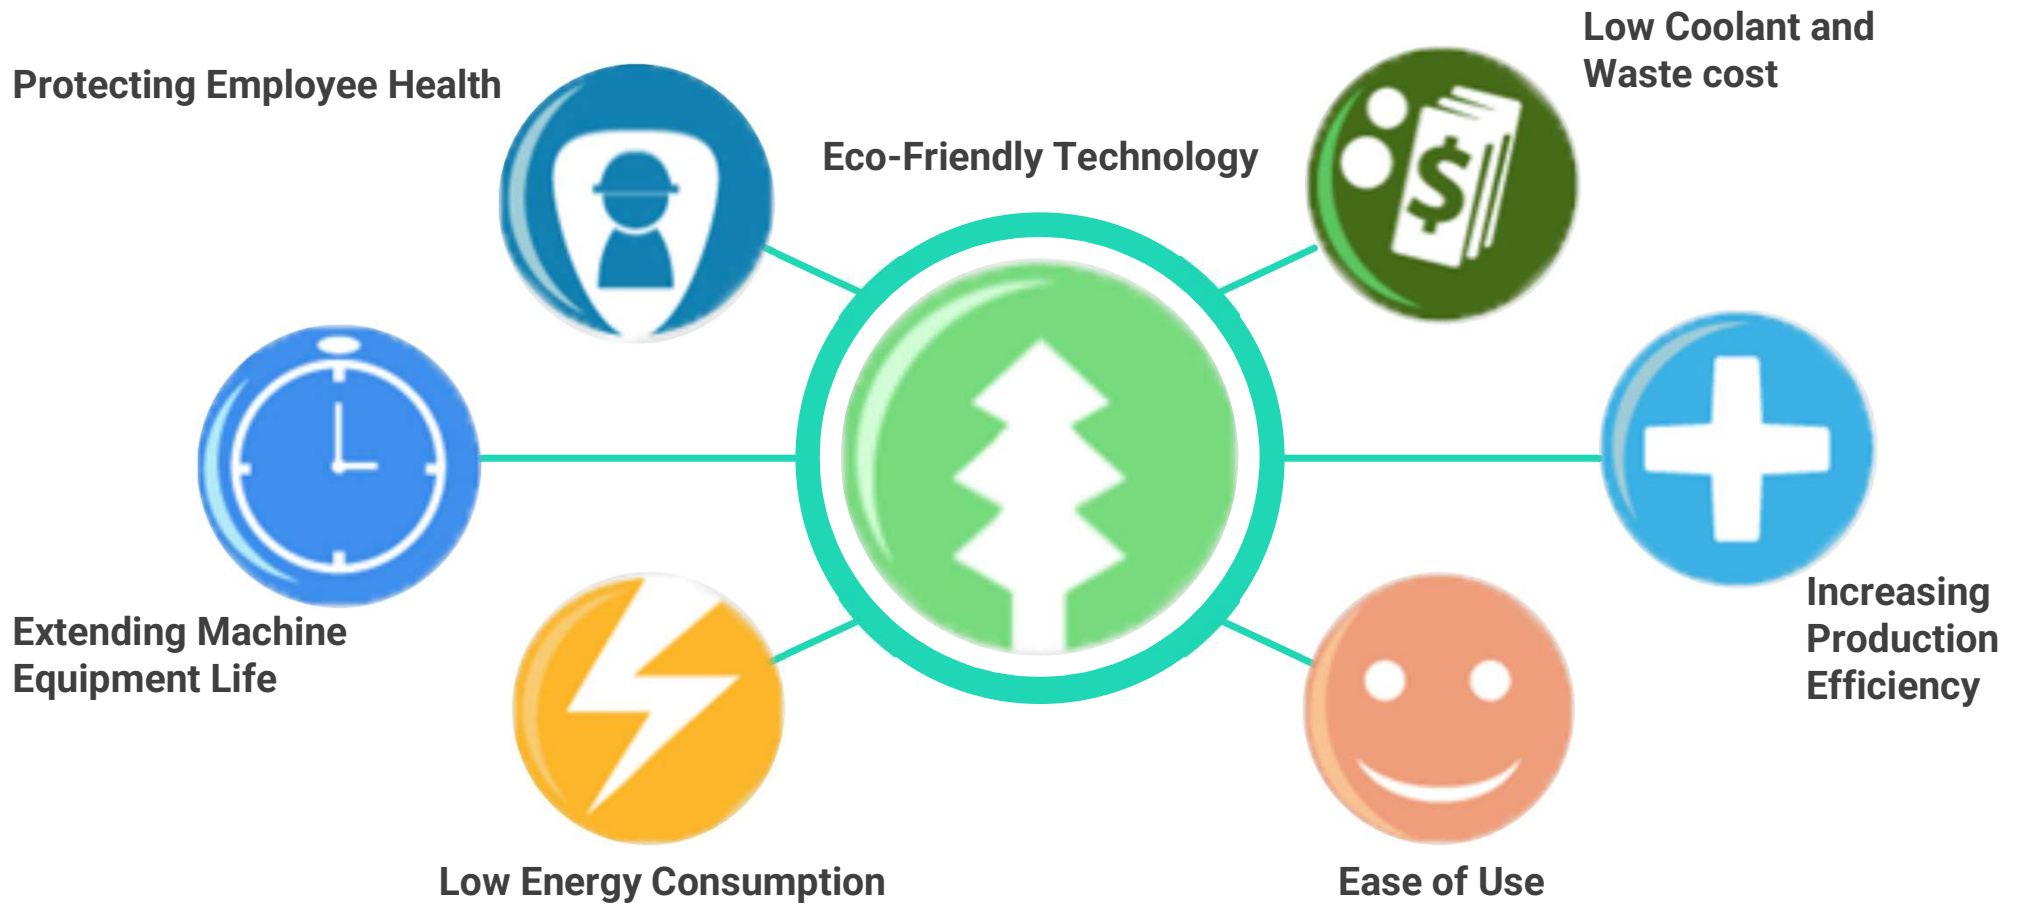 Low Coolant and
Waste cost
Protecting Employee Health
Eco-Friendly Technology
$
Increasing
Production
Efficiency
Extending Machine
Equipment Life
Low Energy Consumption
Ease of Use